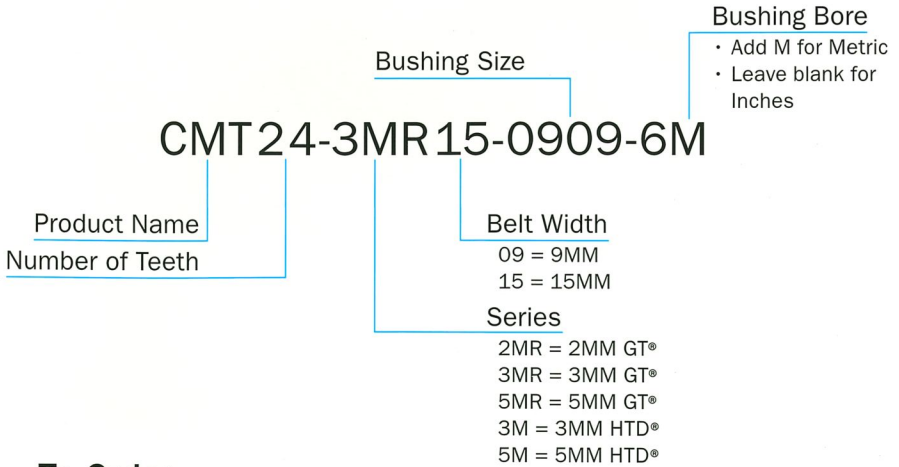 Bushing Bore
• Add M for Metric
• Leave blank for
Inches
Bushing Size
CMT24-3MR15-0909-6M
Product Name
Number of Teeth
Belt Width
09 = 9MM
15 = 15MM
Series
2MR = 2MM GT®
3MR = 3MM GT®
5MR = 5MM GT®
3M = 3MM HTD®
5M = 5MM HTD®